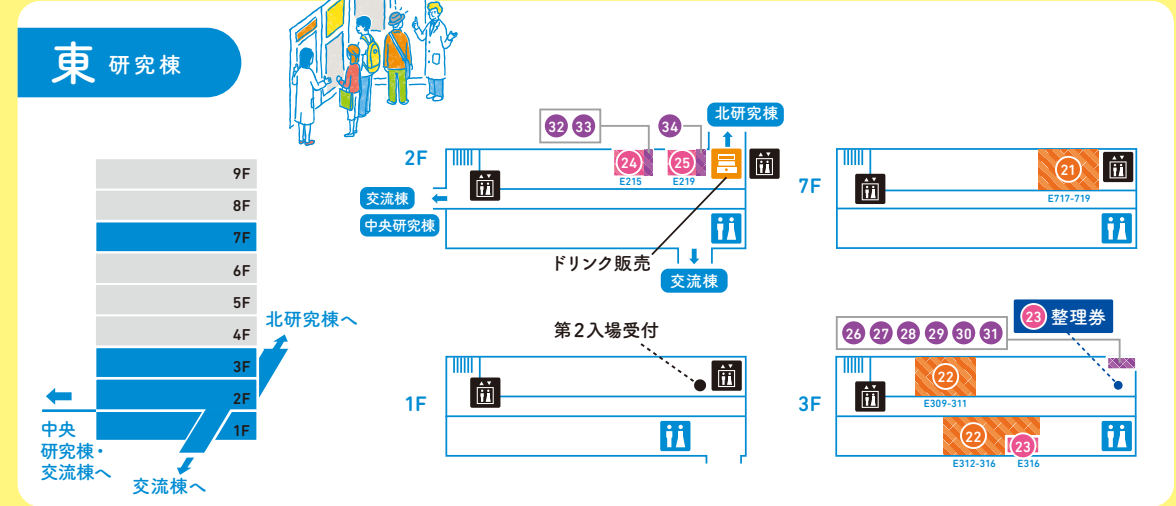 東 研究棟
9F
8F
7F
6F
5F
4F
3F
2F
1F
北研究棟へ
中央
研究棟・
交流棟へ
交流棟へ
2F
32 33
34
北研究棟
24
25
E215
E219
交流棟
中央研究棟
ドリンク販売
交流棟
7F
21
E717-719
1F
第2入場受付
3F
26 27 28 29 30 31
23 整理券
22
E309-311
22
23
E312-316
E316